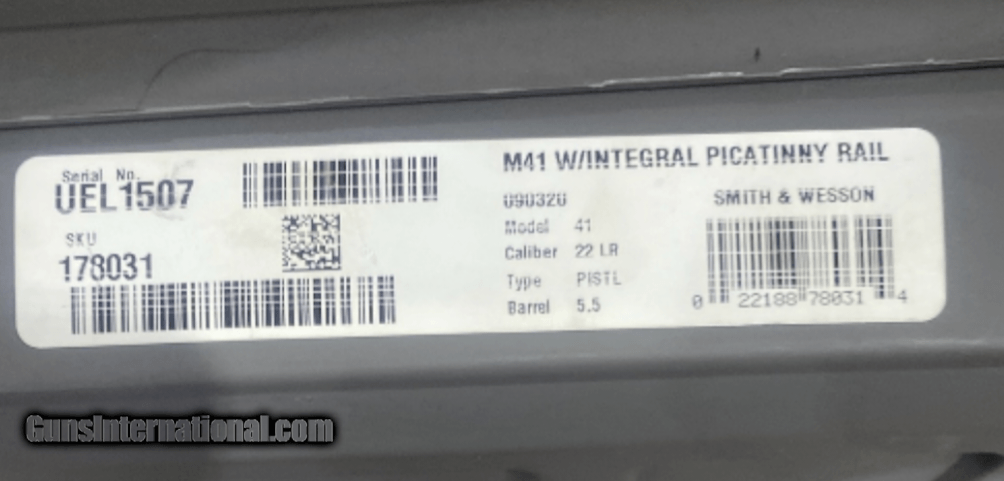 Serial No.
UEL1507
SKU
178031
M41 W/INTEGRAL PICATINNY RAIL
090320
SMITH & WESSON
Model 41
Caliber 22 LR
Type PISTL
Barrel 5.5
0 22188 78031 4
GunsInternational.com